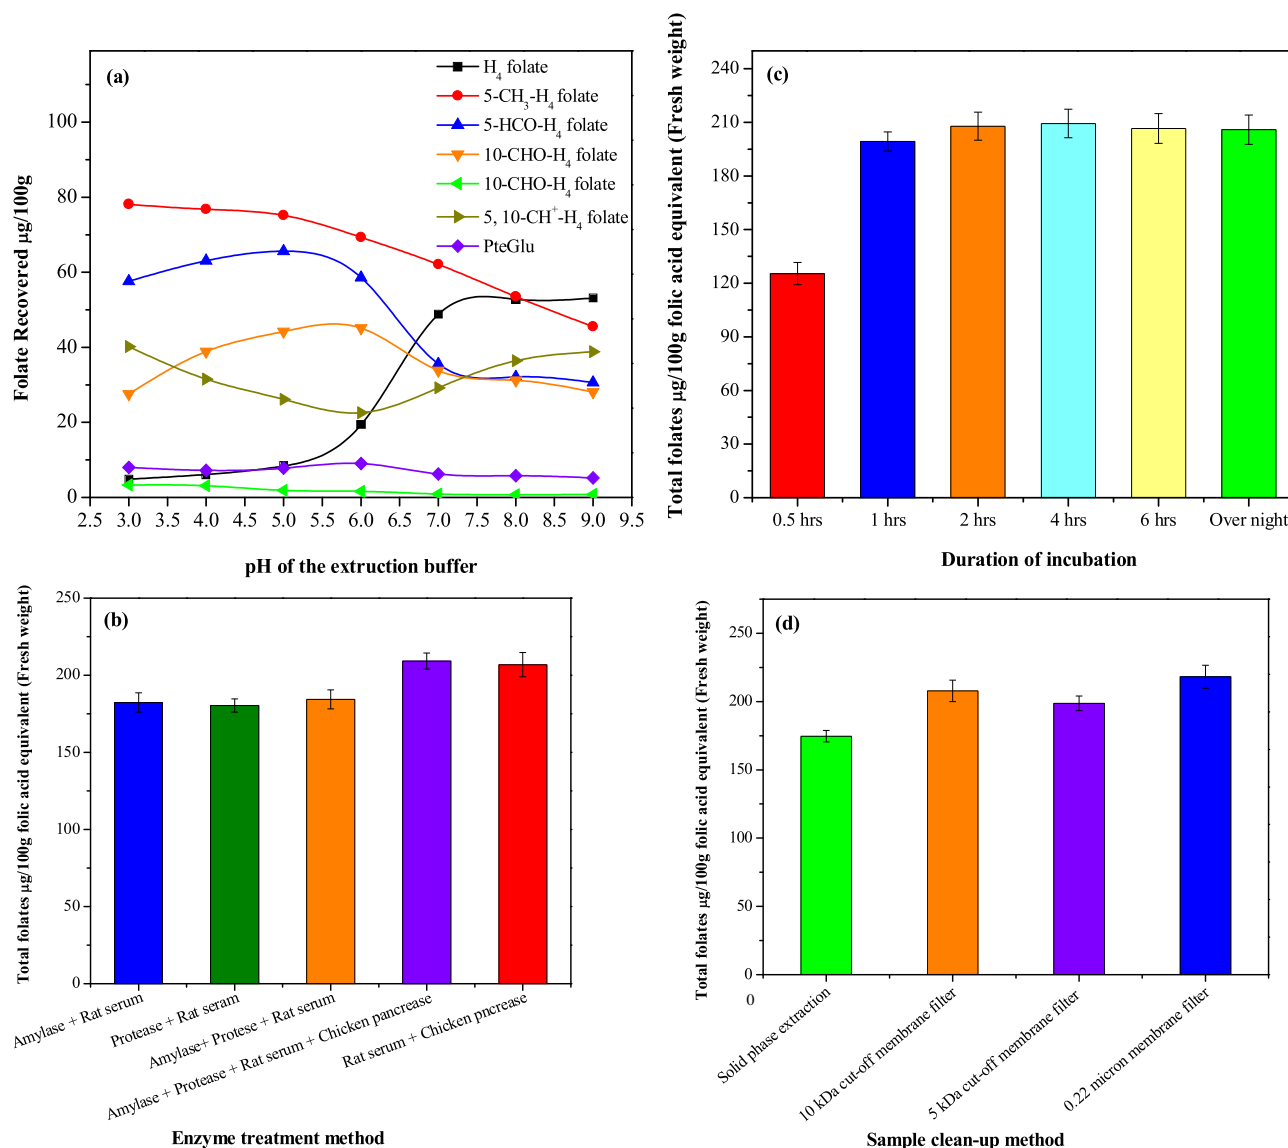 (a)
H4 folate
5-CH3-H4 folate
5-HCO-H4 folate
10-CHO-H4 folate
10-CHO-H4 folate
5, 10-CH+-H4 folate
PteGlu
Folate Recovered μg/100g
100
80
60
40
20
0
2.5 3.0 3.5 4.0 4.5 5.0 5.5 6.0 6.5 7.0 7.5 8.0 8.5 9.0 9.5
pH of the extruction buffer
(c)
Total folates μg/100g folic acid equivalent (Fresh weight)
240
210
180
150
120
90
60
30
0
0.5 hrs 1 hrs 2 hrs 4 hrs 6 hrs Over night
Duration of incubation
(b)
Total folates μg/100g folic acid equivalent (Fresh weight)
250
200
150
100
50
0
Amylase + Rat serum
Protease + Rat seram
Amylase+ Protese + Rat serum
Amylase + Protease + Rat serum + Chicken pancrease
Rat serum + Chicken pncrease
Enzyme treatment method
(d)
Total folates μg/100g folic acid equivalent (Fresh weight)
250
200
150
100
50
0
0
Solid phase extraction
10 kDa cut-off membrane filter
5 kDa cut-off membrane filter
0.22 micron membrane filter
Sample clean-up method